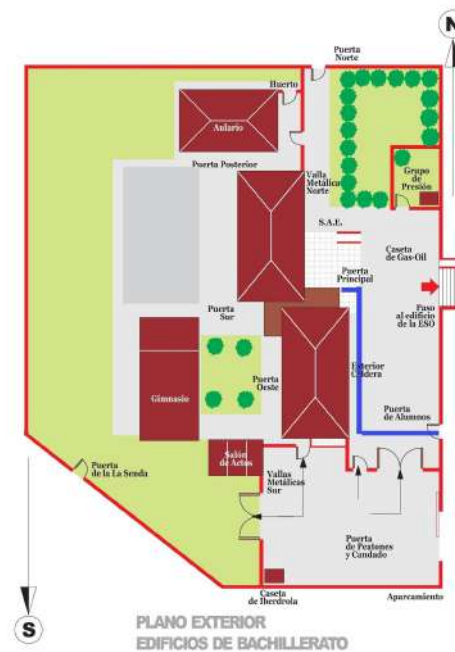 N
Puerta
Norte
Huerto
Aulario
Puerta Posterior
Valla
Metálica
Norte
Grupo
de
Presión
S.A.E.
Caseta
de Gas-Oil
Puerta
Principal
Paso
al edificio
de la ESO
Puerta
Sur
Gimnasio
Puerta
Oeste
Exterior
Caldera
Puerta
de Alumnos
Salón
de Actos
Puerta
de la La Senda
Vallas
Metálicas
Sur
Puerta
de Peatones
y Candado
Caseta
de Iberdrola
Aparcamiento
S
PLANO EXTERIOR
EDIFICIOS DE BACHILLERATO